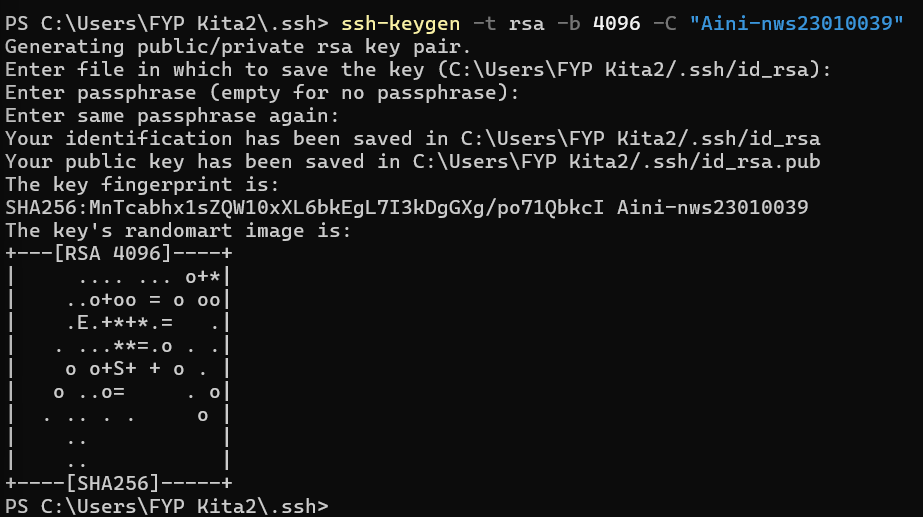 PS C:\Users\FYP Kita2\.ssh> ssh-keygen -t rsa -b 4096 -C "Aini-nws23010039"
Generating public/private rsa key pair.
Enter file in which to save the key (C:\Users\FYP Kita2/.ssh/id_rsa):
Enter passphrase (empty for no passphrase):
Enter same passphrase again:
Your identification has been saved in C:\Users\FYP Kita2/.ssh/id_rsa
Your public key has been saved in C:\Users\FYP Kita2/.ssh/id_rsa.pub
The key fingerprint is:
SHA256:MnTcabhx1sZQW10xXL6bkEgL7I3kDgGXg/po71QbkcI Aini-nws23010039
The key's randomart image is:
+---[RSA 4096]----+
|     .... ... o+*|
|    ..o+oo = o oo|
|    .E.+*+*.=   .|
|   . ...**=.o . .|
|    o o+S+ + o . |
|   o ..o=     . o|
|  . .. . .     o |
|    ..           |
|    ..           |
+----[SHA256]-----+
PS C:\Users\FYP Kita2\.ssh>